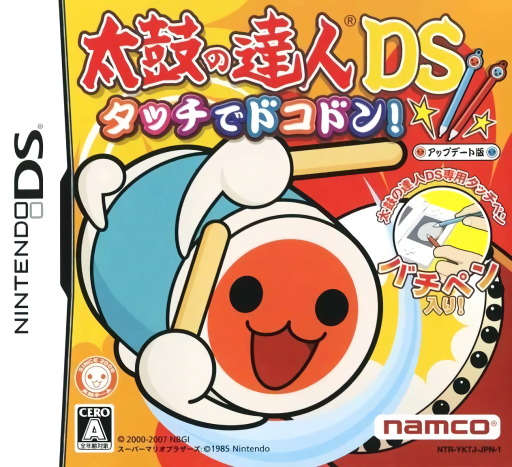 太鼓の達人® DS
タッチでドコドン!
アップデート版
太鼓の達人DS専用タッチペン
バチペン
入り!
NINTENDO DS
CERO
A
全年齢対象
© 2000-2007 NBGI
スーパーマリオブラザーズ: ©1985 Nintendo
namco®
NTR-YKTJ-JPN-1